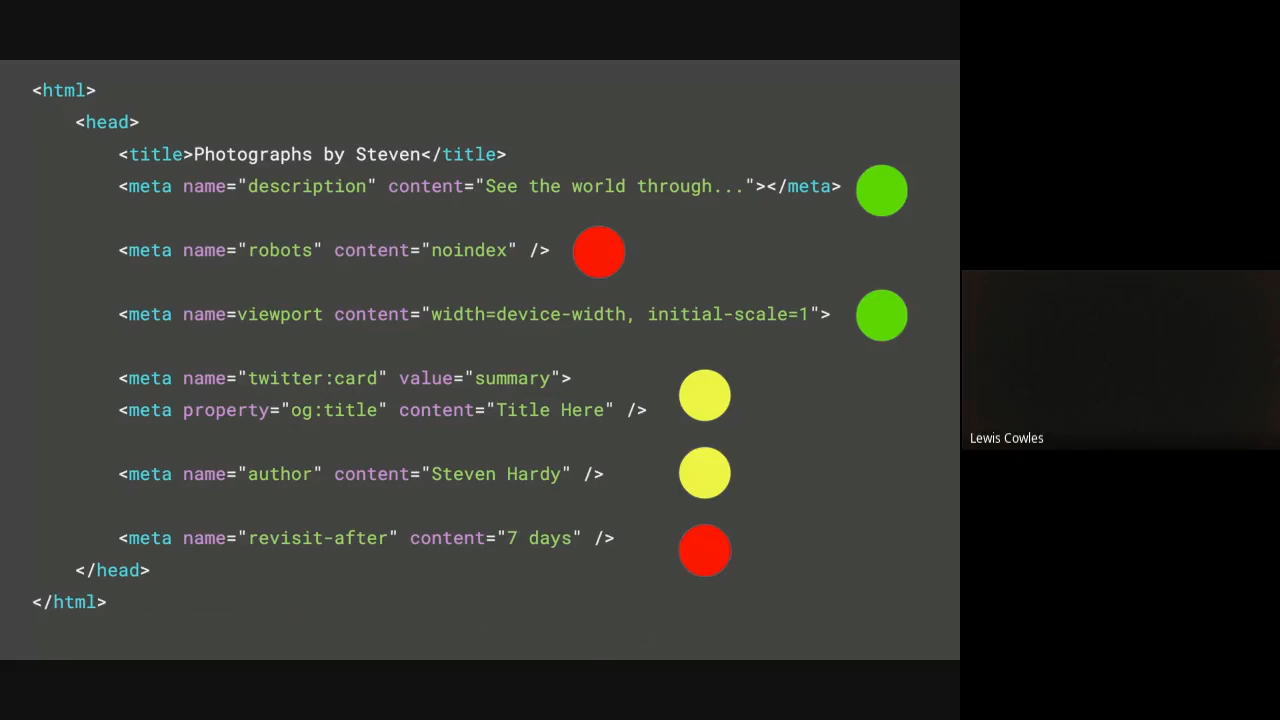 <html>
<head>
<title>Photographs by Steven</title>
<meta name="description" content="See the world through..."></meta>
<meta name="robots" content="noindex" />
<meta name=viewport content="width=device-width, initial-scale=1">
<meta name="twitter:card" value="summary">
<meta property="og:title" content="Title Here" />
<meta name="author" content="Steven Hardy" />
<meta name="revisit-after" content="7 days" />
</head>
</html>
Lewis Cowles